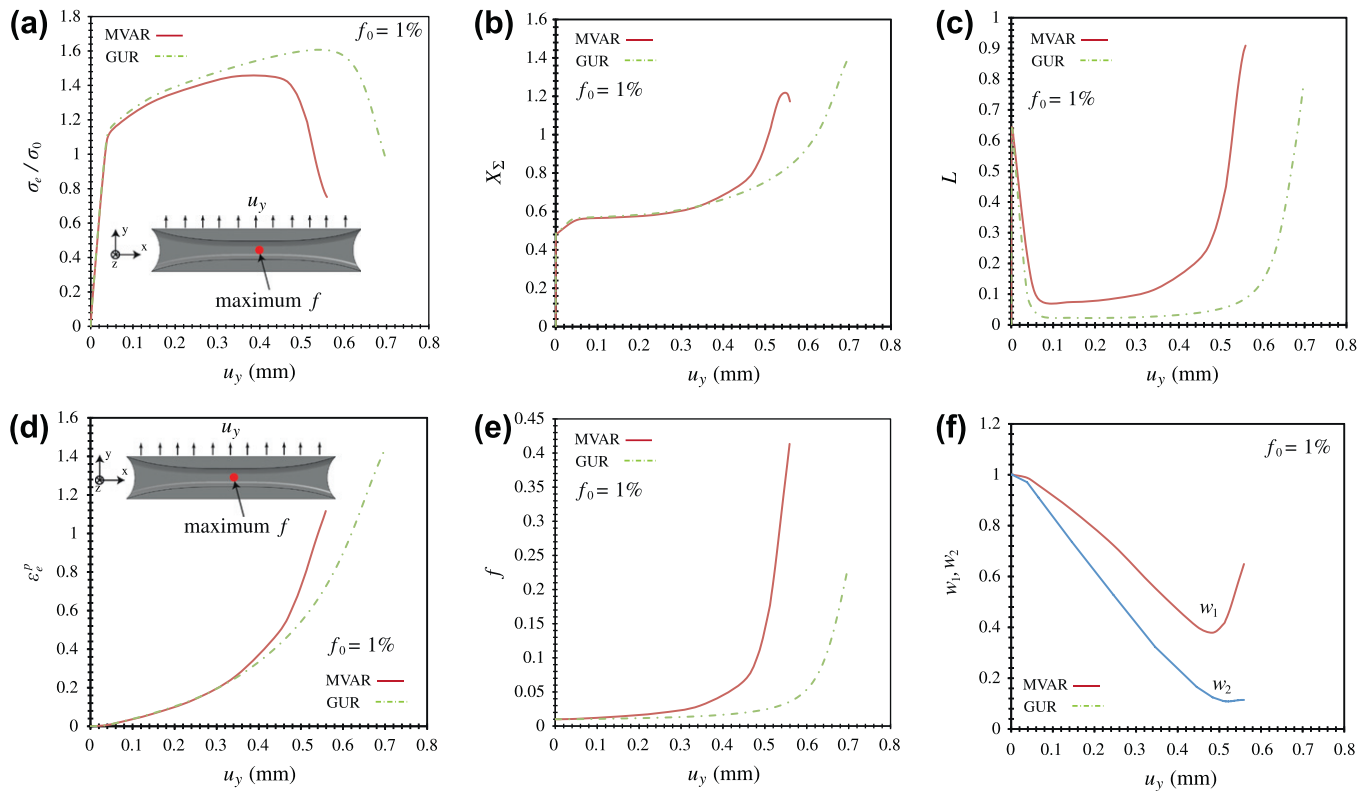 (a)
1.8
1.6
1.4
1.2
1
0.8
0.6
0.4
0.2
0
σe / σ0
MVAR
GUR
f0 = 1%
uy
y
x
z
maximum f
0 0.1 0.2 0.3 0.4 0.5 0.6 0.7 0.8
uy (mm)
(b)
1.6
1.4
1.2
1
0.8
0.6
0.4
0.2
0
XΣ
MVAR
GUR
f0 = 1%
0 0.1 0.2 0.3 0.4 0.5 0.6 0.7 0.8
uy (mm)
(c)
1
0.9
0.8
0.7
0.6
0.5
0.4
0.3
0.2
0.1
0
L
MVAR
GUR
f0 = 1%
0 0.1 0.2 0.3 0.4 0.5 0.6 0.7 0.8
uy (mm)
(d)
1.6
1.4
1.2
1
0.8
0.6
0.4
0.2
0
εep
uy
y
x
z
maximum f
f0 = 1%
MVAR
GUR
0 0.1 0.2 0.3 0.4 0.5 0.6 0.7 0.8
uy (mm)
(e)
0.45
0.4
0.35
0.3
0.25
0.2
0.15
0.1
0.05
0
f
MVAR
GUR
f0 = 1%
0 0.1 0.2 0.3 0.4 0.5 0.6 0.7 0.8
uy (mm)
(f)
1.2
1
0.8
0.6
0.4
0.2
0
w1, w2
f0 = 1%
w1
w2
MVAR
GUR
0 0.1 0.2 0.3 0.4 0.5 0.6 0.7 0.8
uy (mm)